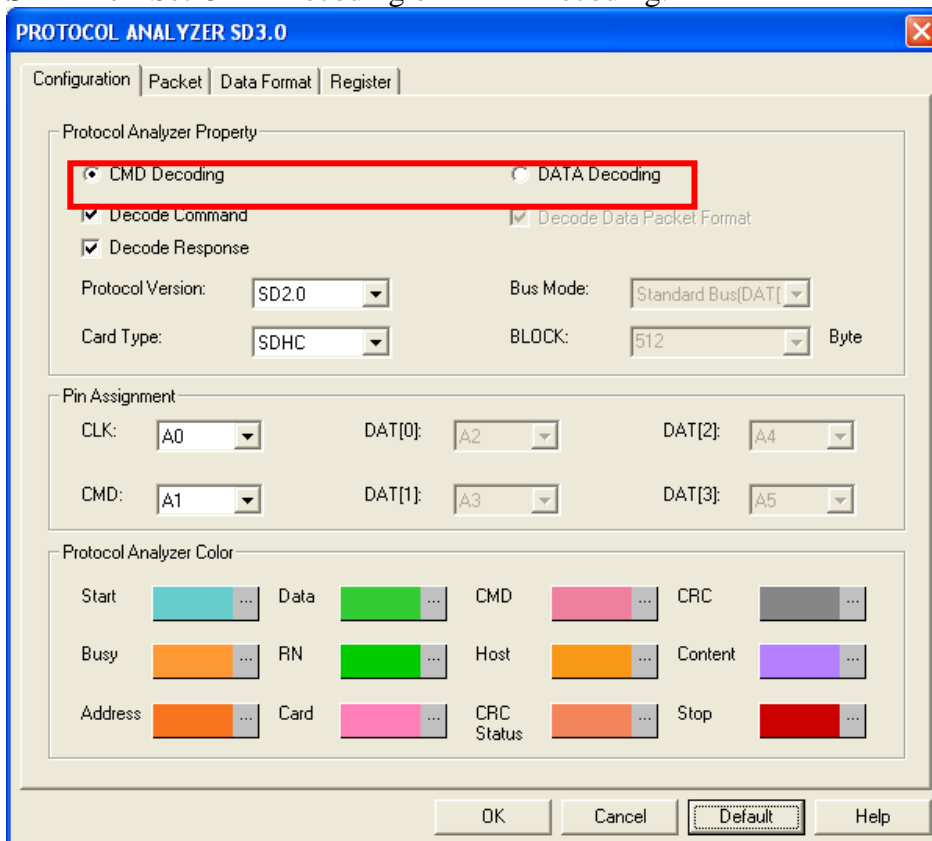 PROTOCOL ANALYZER SD3.0
Configuration Packet Data Format Register
Protocol Analyzer Property
CMD Decoding DATA Decoding
Decode Command Decode Data Packet Format
Decode Response
Protocol Version: SD2.0 Bus Mode: Standard Bus(DAT[
Card Type: SDHC BLOCK: 512 Byte
Pin Assignment
CLK: A0 DAT[0]: A2 DAT[2]: A4
CMD: A1 DAT[1]: A3 DAT[3]: A5
Protocol Analyzer Color
Start ... Data ... CMD ... CRC ...
Busy ... RN ... Host ... Content ...
Address ... Card ... CRC Status ... Stop ...
OK Cancel Default Help